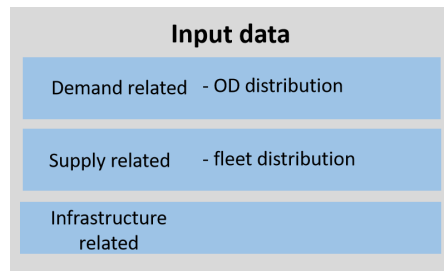 Input data
Demand related - OD distribution
Supply related - fleet distribution
Infrastructure
related